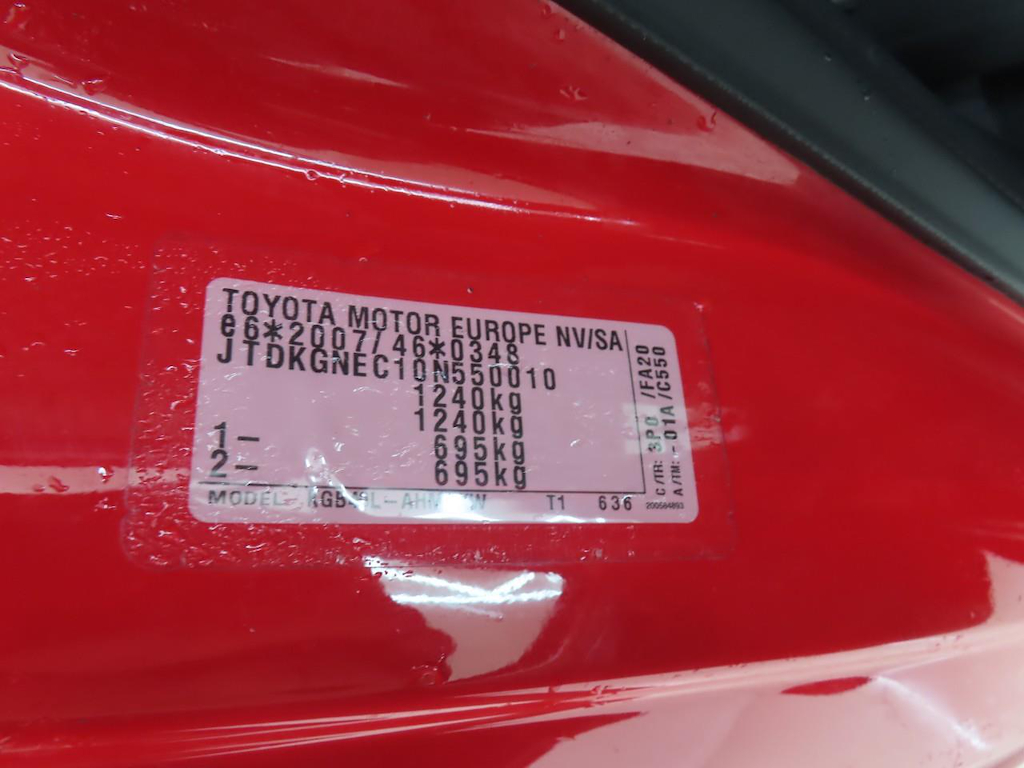 TOYOTA MOTOR EUROPE NV/SA
e6*2007/46*0348
JTDKGNEC10N550010
1240kg
1240kg
1- 695kg
2- 695kg
MODEL T1 636
C/TR: 3P0 /FA20
A/TM: -01A/C550
200564893